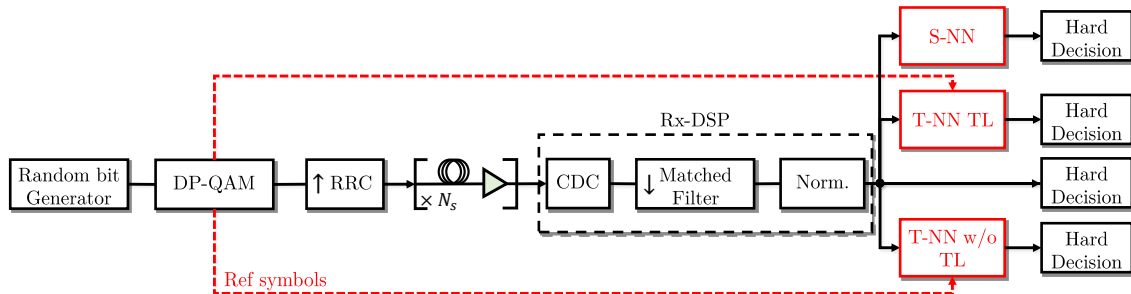 S-NN
Hard
Decision
T-NN TL
Hard
Decision
Rx-DSP
Random bit
Generator
DP-QAM
↑ RRC
× Nₛ
CDC
↓ Matched
Filter
Norm.
Hard
Decision
T-NN w/o
TL
Hard
Decision
Ref symbols